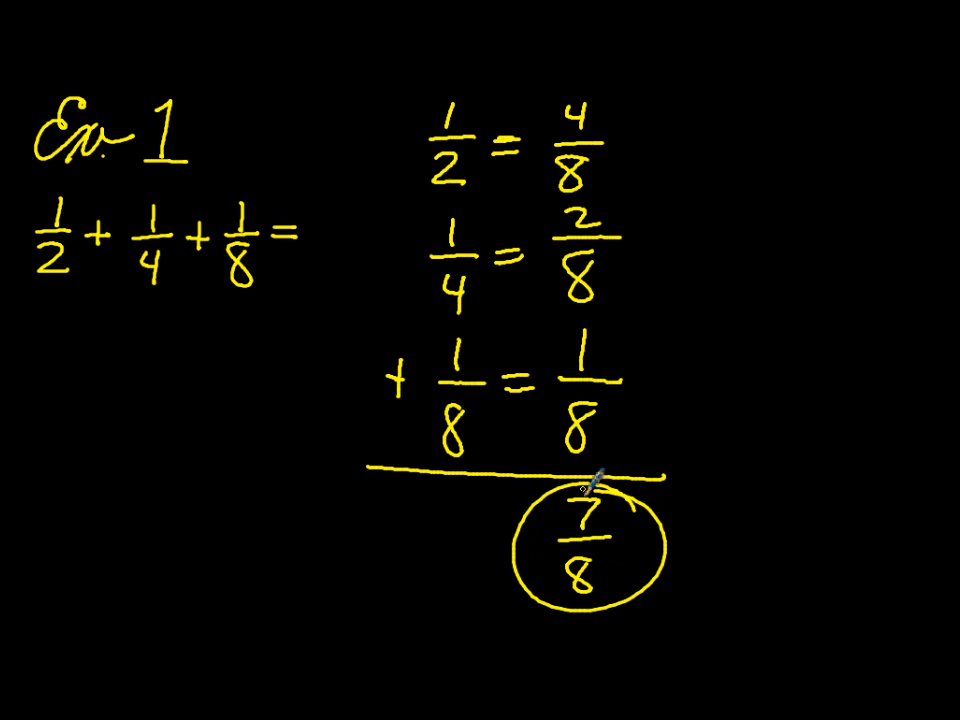 Ex. 1
1/2 + 1/4 + 1/8 =
1/2 = 4/8
1/4 = 2/8
+ 1/8 = 1/8
7/8